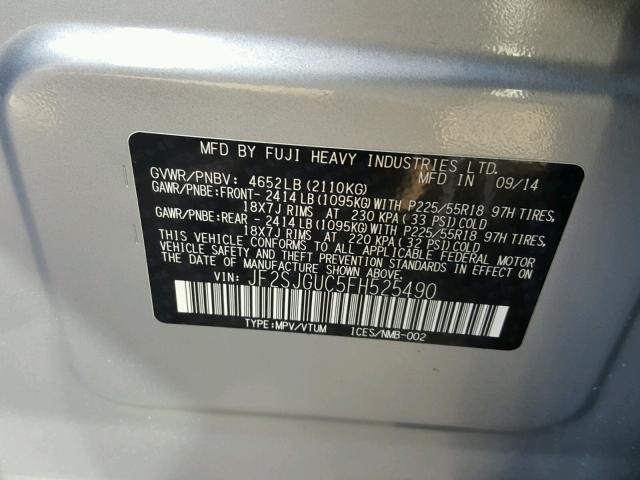 MFD BY FUJI HEAVY INDUSTRIES LTD.
GVWR/PNBV: 4652LB(2110KG) MFD IN 09/14
GAWR/PNBE:FRONT- 2414LB(1095KG)WITH P225/55R18 97H TIRES,
18X7J RIMS AT 230 KPA(33 PSI)COLD
GAWR/PNBE:REAR - 2414LB(1095KG)WITH P225/55R18 97H TIRES,
18X7J RIMS AT 220 KPA(32 PSI)COLD
THIS VEHICLE CONFORMS TO ALL APPLICABLE FEDERAL MOTOR
VEHICLE SAFETY AND THEFT PREVENTION STANDARDS IN EFFECT ON
THE DATE OF MANUFACTURE SHOWN ABOVE.
VIN: JF2SJGUC5FH525490
TYPE:MPV/VTUM ICES/NMB-002